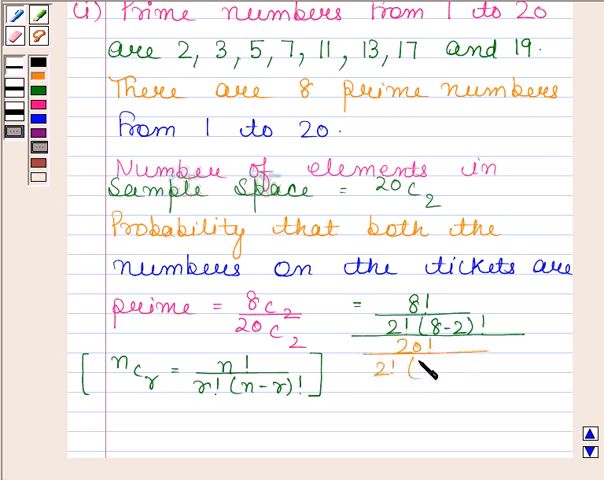 (i) Prime numbers from 1 to 20
are 2, 3, 5, 7, 11, 13, 17 and 19.
There are 8 prime numbers
from 1 to 20.
Number of elements in
Sample space = 20C₂
Probability that both the
numbers on the tickets are
prime = 8C₂ / 20C₂ = 8! / 2!(8-2)! / 20! / 2! (
[ nCᵣ = n! / r!(n-r)! ]